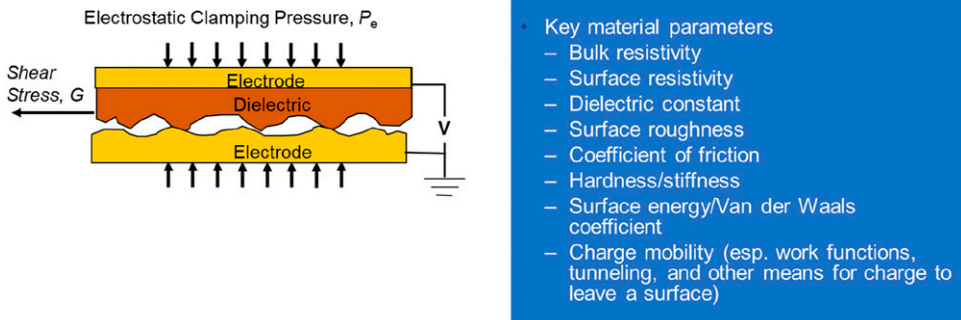 Electrostatic Clamping Pressure, Pe
Shear
Stress, G
Electrode
Dielectric
V
Electrode
• Key material parameters
– Bulk resistivity
– Surface resistivity
– Dielectric constant
– Surface roughness
– Coefficient of friction
– Hardness/stiffness
– Surface energy/Van der Waals
coefficient
– Charge mobility (esp. work functions,
tunneling, and other means for charge to
leave a surface)